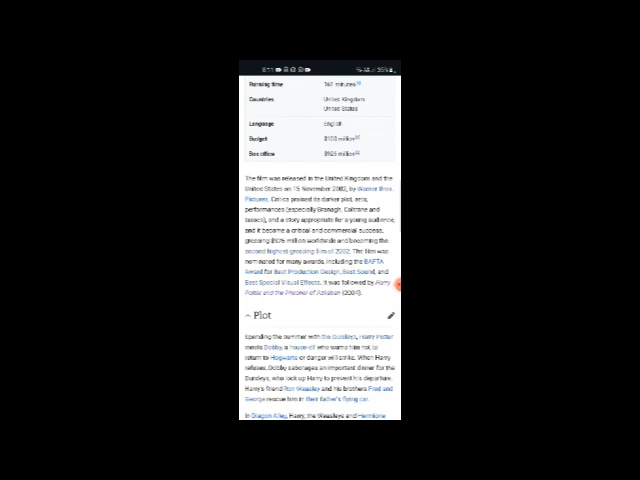 Running time 161 minutes
Countries United Kingdom
United States
Language English
Budget $100 million
Box office million
The film was released in the United Kingdom and the
United States on 15 November 2002, by Warner Bros.
Pictures. Critics praised its darker plot, sets,
performances (especially Branagh, Coltrane and
Isaacs), and a story appropriate for a young audience,
and it became a critical and commercial success,
grossing million worldwide and becoming the
second-highest-grossing film of 2002. The film was
nominated for many awards, including the BAFTA
Award for Best Production Design, Best Sound, and
Best Special Visual Effects. It was followed by Harry
Potter and the Prisoner of Azkaban (2004).
Plot
Spending the summer with the Dursleys, Harry Potter
meets Dobby, a house-elf who warns him not to
return to Hogwarts or danger will strike. When Harry
refuses, Dobby sabotages an important dinner for the
Dursleys, who lock up Harry to prevent his departure.
Harry's friend Ron Weasley and his brothers Fred and
George rescue him in their father's flying car.
In Diagon Alley, Harry, the Weasleys and Hermione